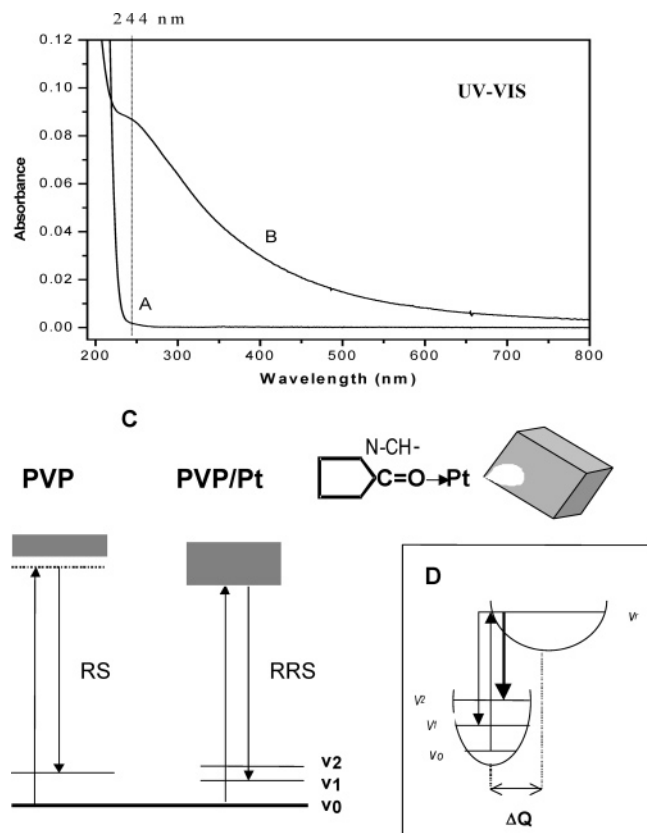 244 nm
0.12
0.10
0.08
0.06
0.04
0.02
0.00
Absorbance
UV-VIS
B
A
200 300 400 500 600 700 800
Wavelength (nm)
C
PVP PVP/Pt
N-CH-
C=O→Pt
RS
RRS
v2
v1
v0
D
vr
v2
v1
v0
ΔQ